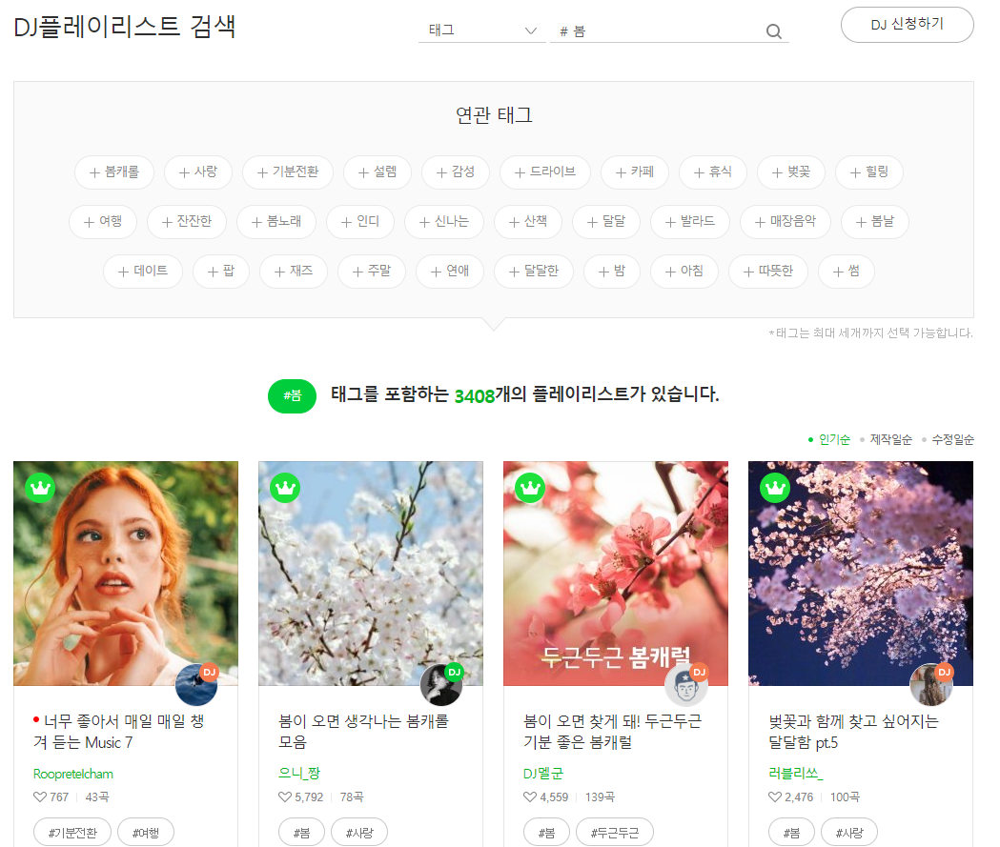 DJ플레이리스트 검색
태그
# 봄
DJ 신청하기
연관 태그
+ 봄캐롤 + 사랑 + 기분전환 + 설렘 + 감성 + 드라이브 + 카페 + 휴식 + 벚꽃 + 힐링
+ 여행 + 잔잔한 + 봄노래 + 인디 + 신나는 + 산책 + 달달 + 발라드 + 매장음악 + 봄날
+ 데이트 + 팝 + 재즈 + 주말 + 연애 + 달달한 + 밤 + 아침 + 따뜻한 + 썸
*태그는 최대 세개까지 선택 가능합니다.
#봄 태그를 포함하는 3408개의 플레이리스트가 있습니다.
인기순 제작일순 수정일순
DJ
너무 좋아서 매일 매일 챙
겨 듣는 Music 7
Roopretelcham
767 43곡
#기분전환 #여행
DJ
봄이 오면 생각나는 봄캐롤
모음
으니_짱
5,792 78곡
#봄 #사랑
두근두근 봄캐럴
DJ
봄이 오면 찾게 돼! 두근두근
기분 좋은 봄캐럴
DJ멜군
4,559 139곡
#봄 #두근두근
DJ
벚꽃과 함께 찾고 싶어지는
달달함 pt.5
러블리쏘_
2,476 100곡
#봄 #사랑